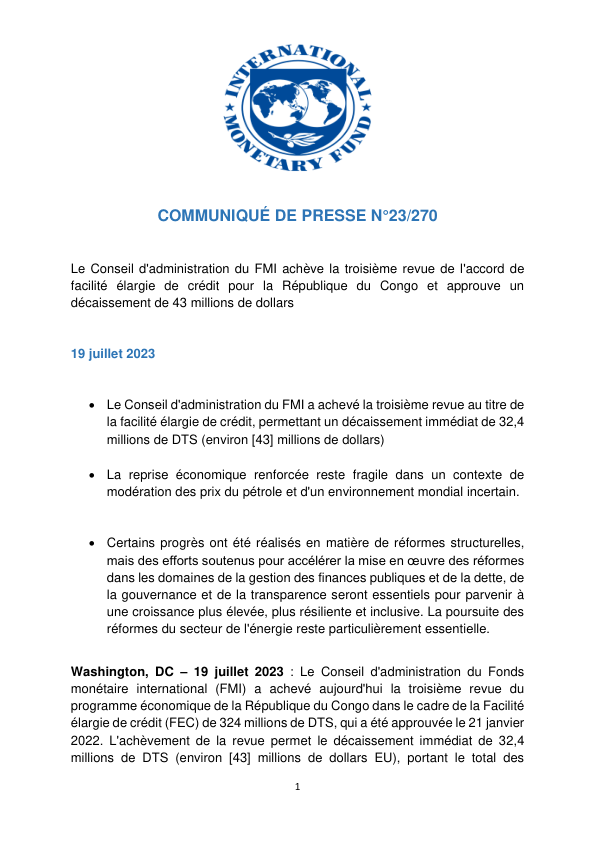 INTERNATIONAL
MONETARY FUND
COMMUNIQUÉ DE PRESSE N°23/270
Le Conseil d'administration du FMI achève la troisième revue de l'accord de
facilité élargie de crédit pour la République du Congo et approuve un
décaissement de 43 millions de dollars
19 juillet 2023
• Le Conseil d'administration du FMI a achevé la troisième revue au titre de
la facilité élargie de crédit, permettant un décaissement immédiat de 32,4
millions de DTS (environ [43] millions de dollars)
• La reprise économique renforcée reste fragile dans un contexte de
modération des prix du pétrole et d'un environnement mondial incertain.
• Certains progrès ont été réalisés en matière de réformes structurelles,
mais des efforts soutenus pour accélérer la mise en œuvre des réformes
dans les domaines de la gestion des finances publiques et de la dette, de
la gouvernance et de la transparence seront essentiels pour parvenir à
une croissance plus élevée, plus résiliente et inclusive. La poursuite des
réformes du secteur de l'énergie reste particulièrement essentielle.
Washington, DC – 19 juillet 2023 : Le Conseil d'administration du Fonds
monétaire international (FMI) a achevé aujourd'hui la troisième revue du
programme économique de la République du Congo dans le cadre de la Facilité
élargie de crédit (FEC) de 324 millions de DTS, qui a été approuvée le 21 janvier
2022. L'achèvement de la revue permet le décaissement immédiat de 32,4
millions de DTS (environ [43] millions de dollars EU), portant le total des
1